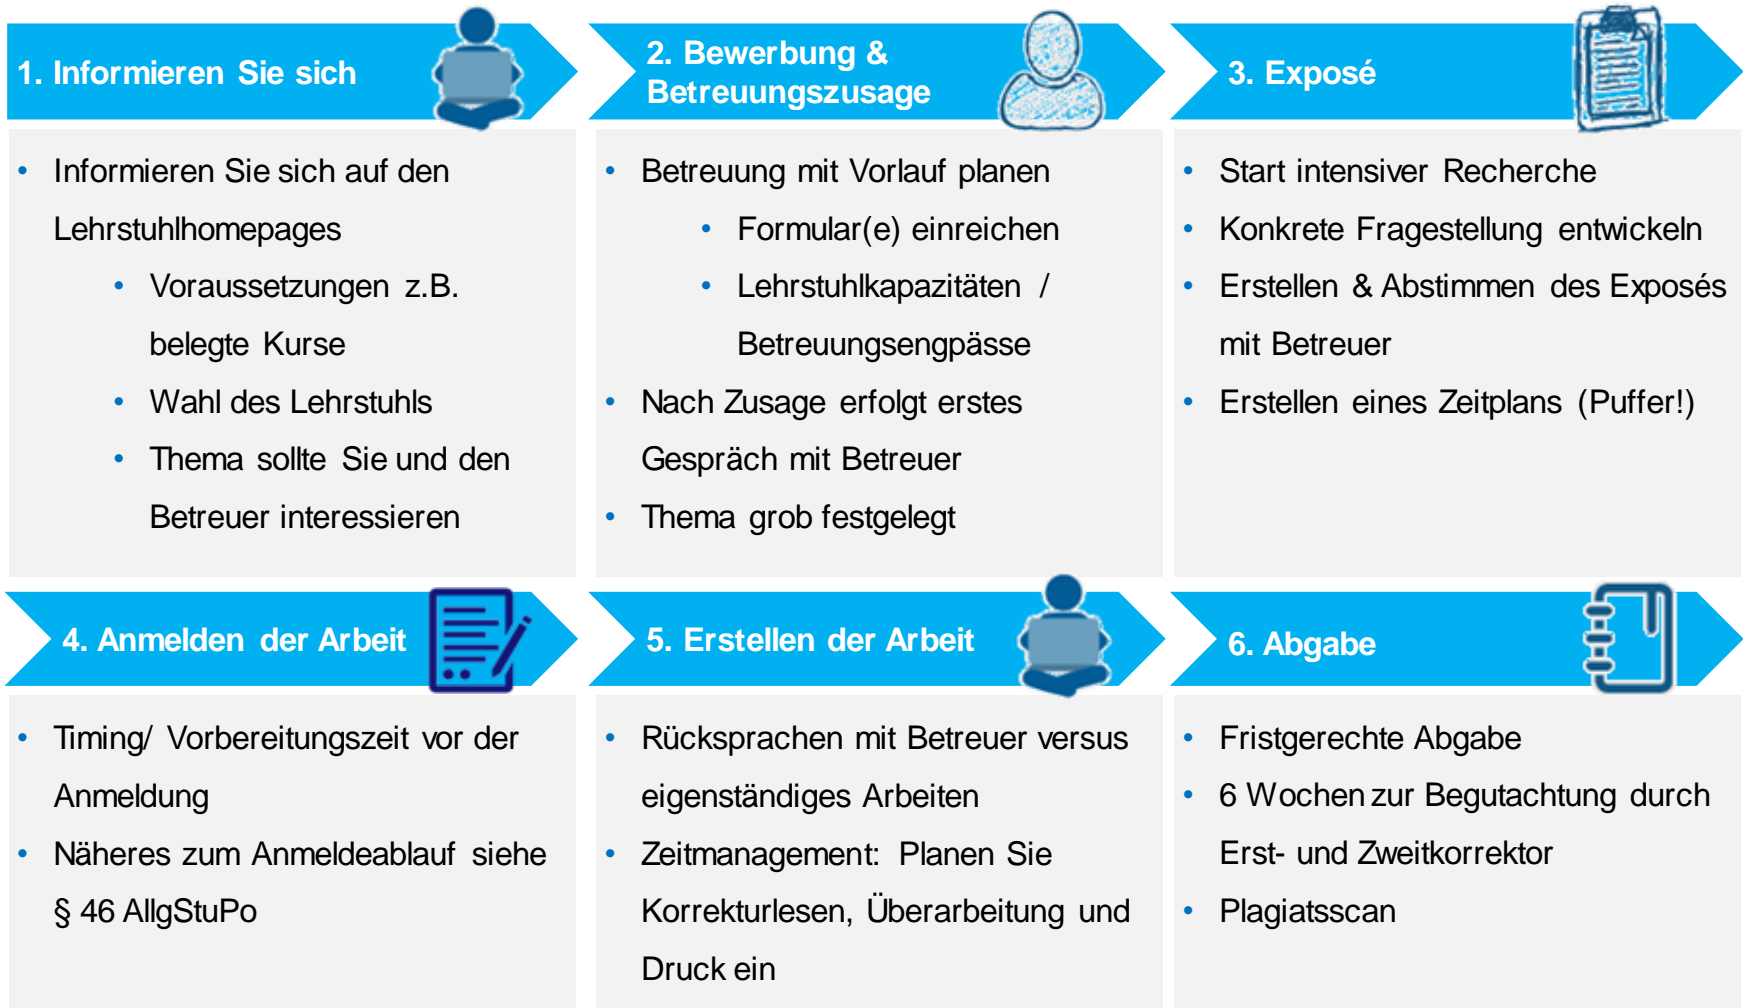 1. Informieren Sie sich
• Informieren Sie sich auf den
Lehrstuhlhomepages
• Voraussetzungen z.B.
belegte Kurse
• Wahl des Lehrstuhls
• Thema sollte Sie und den
Betreuer interessieren
2. Bewerbung &
Betreuungszusage
• Betreuung mit Vorlauf planen
• Formular(e) einreichen
• Lehrstuhlkapazitäten /
Betreuungsengpässe
• Nach Zusage erfolgt erstes
Gespräch mit Betreuer
• Thema grob festgelegt
3. Exposé
• Start intensiver Recherche
• Konkrete Fragestellung entwickeln
• Erstellen & Abstimmen des Exposés
mit Betreuer
• Erstellen eines Zeitplans (Puffer!)
4. Anmelden der Arbeit
• Timing/ Vorbereitungszeit vor der
Anmeldung
• Näheres zum Anmeldeablauf siehe
§ 46 AllgStuPo
5. Erstellen der Arbeit
• Rücksprachen mit Betreuer versus
eigenständiges Arbeiten
• Zeitmanagement: Planen Sie
Korrekturlesen, Überarbeitung und
Druck ein
6. Abgabe
• Fristgerechte Abgabe
• 6 Wochen zur Begutachtung durch
Erst- und Zweitkorrektor
• Plagiatsscan